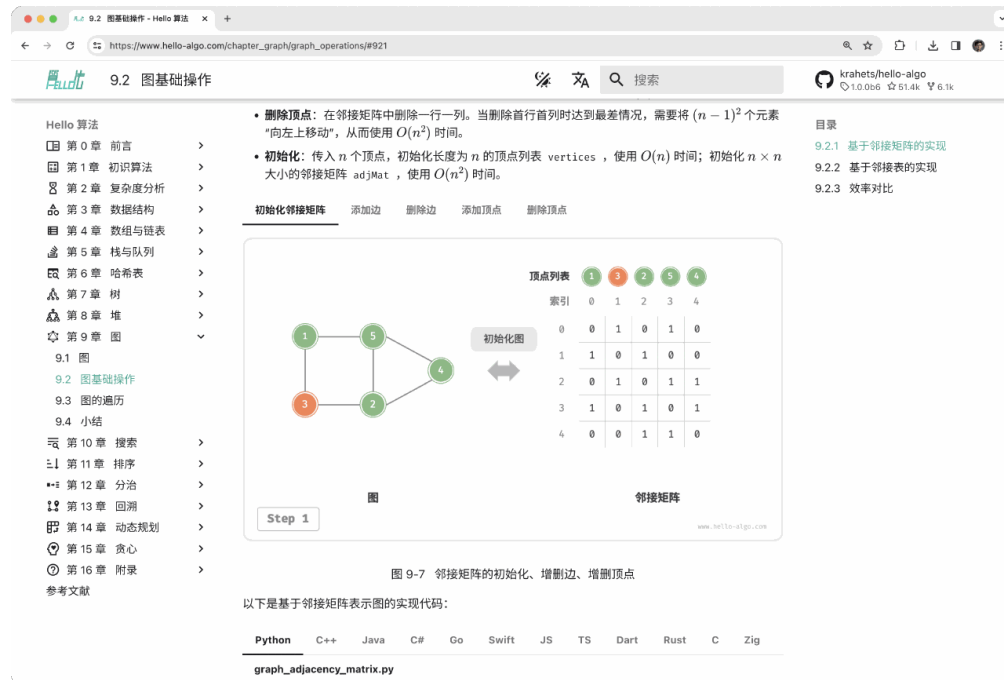 9.2 图基础操作 - Hello 算法
https://www.hello-algo.com/chapter_graph/graph_operations/#921
9.2 图基础操作
搜索
krahets/hello-algo
1.0.0b6 51.4k 6.1k
Hello 算法
第 0 章 前言
第 1 章 初识算法
第 2 章 复杂度分析
第 3 章 数据结构
第 4 章 数组与链表
第 5 章 栈与队列
第 6 章 哈希表
第 7 章 树
第 8 章 堆
第 9 章 图
9.1 图
9.2 图基础操作
9.3 图的遍历
9.4 小结
第 10 章 搜索
第 11 章 排序
第 12 章 分治
第 13 章 回溯
第 14 章 动态规划
第 15 章 贪心
第 16 章 附录
参考文献
• 删除顶点：在邻接矩阵中删除一行一列。当删除首行首列时达到最差情况，需要将 (n − 1)² 个元素
“向左上移动”，从而使用 O(n²) 时间。
• 初始化：传入 n 个顶点，初始化长度为 n 的顶点列表 vertices ，使用 O(n) 时间；初始化 n × n
大小的邻接矩阵 adjMat ，使用 O(n²) 时间。
初始化邻接矩阵 添加边 删除边 添加顶点 删除顶点
顶点列表 1 3 2 5 4
索引 0 1 2 3 4
0 0 1 0 1 0
1 1 0 1 0 0
2 0 1 0 1 1
3 1 0 1 0 1
4 0 0 1 1 0
1 5
4
3 2
初始化图
图 邻接矩阵
Step 1
www.hello-algo.com
图 9-7 邻接矩阵的初始化、增删边、增删顶点
以下是基于邻接矩阵表示图的实现代码：
Python C++ Java C# Go Swift JS TS Dart Rust C Zig
graph_adjacency_matrix.py
目录
9.2.1 基于邻接矩阵的实现
9.2.2 基于邻接表的实现
9.2.3 效率对比